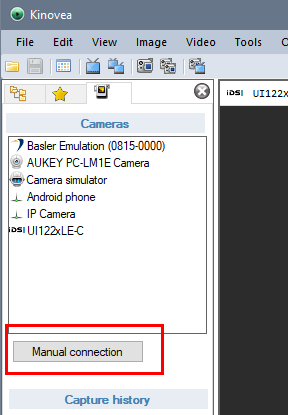 Kinovea
File Edit View Image Video Tools O
iDS: UI122x
Cameras
Basler Emulation (0815-0000)
AUKEY PC-LM1E Camera
Camera simulator
Android phone
IP Camera
iDS: UI122xLE-C
Manual connection
Capture history